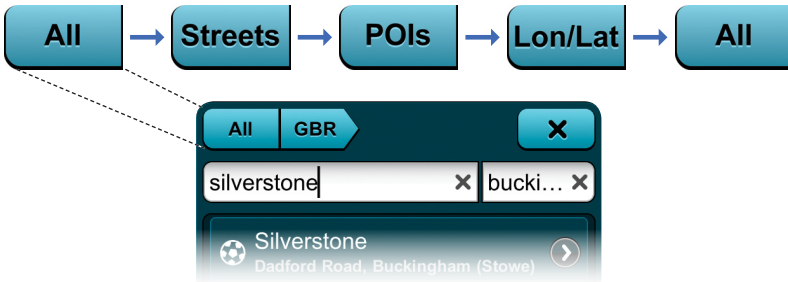 All Streets POIs Lon/Lat All
All GBR
silverstone bucki...
Silverstone
Dadford Road, Buckingham (Stowe)